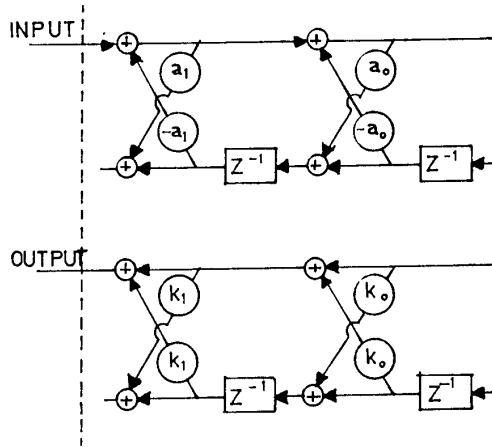 INPUT + +
a₁ a₀
-a₁ -a₀
+ Z⁻¹ + Z⁻¹
OUTPUT + +
k₁ k₀
k₁ k₀
+ Z⁻¹ + Z⁻¹